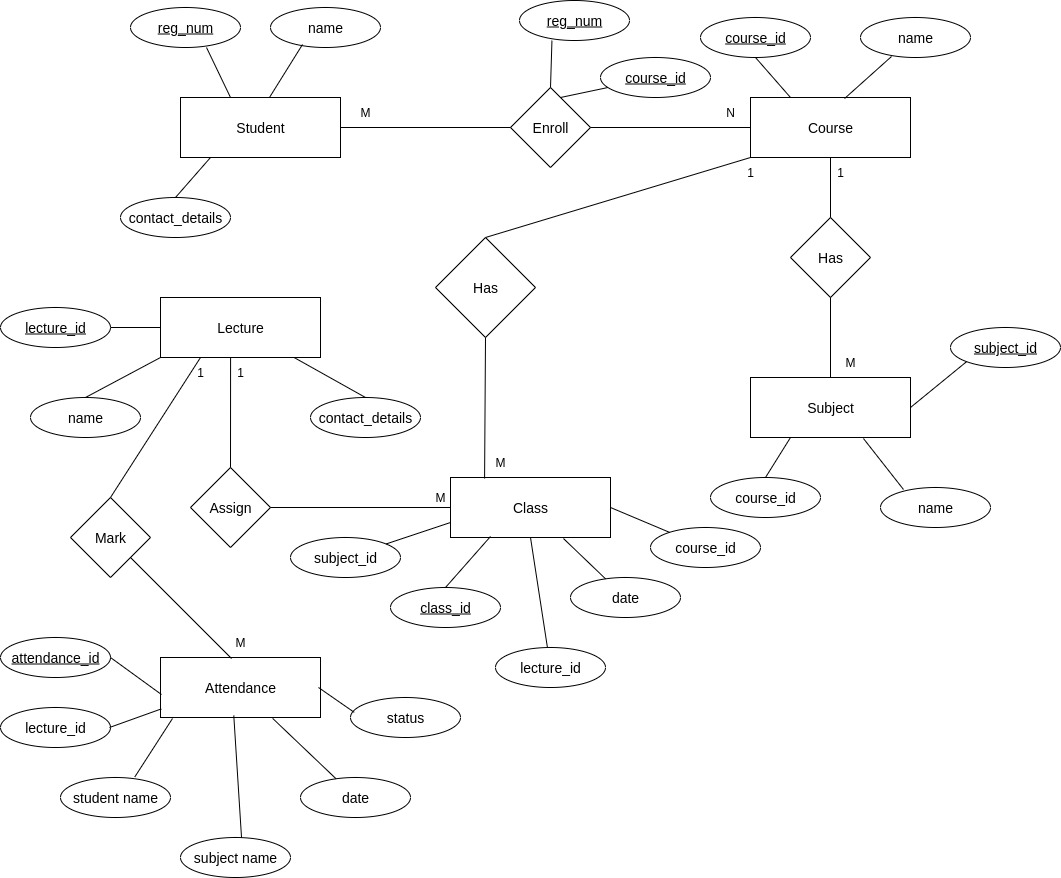 reg_num
name
reg_num
course_id
name
course_id
Student
M
Enroll
N
Course
1
1
contact_details
Has
Has
lecture_id
Lecture
subject_id
1
1
M
name
contact_details
Subject
M
course_id
name
M
Assign
Class
Mark
subject_id
course_id
class_id
date
M
attendance_id
lecture_id
Attendance
status
lecture_id
student name
date
subject name